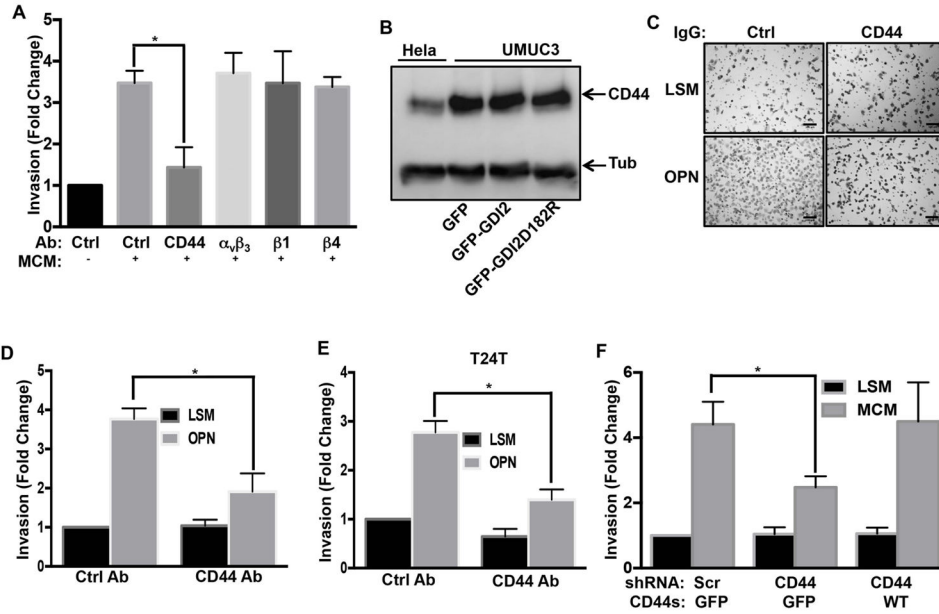 A
Invasion (Fold Change)
5
4
3
2
1
0
*
Ab: Ctrl Ctrl CD44 αvβ3 β1 β4
MCM: - + + + + +
B
Hela UMUC3
CD44
Tub
GFP
GFP-GDI2
GFP-GDI2D182R
C
IgG: Ctrl CD44
LSM
OPN
D
Invasion (Fold Change)
5
4
3
2
1
0
*
LSM
OPN
Ctrl Ab CD44 Ab
E
T24T
Invasion (Fold Change)
4
3
2
1
0
*
LSM
OPN
Ctrl Ab CD44 Ab
F
Invasion (Fold Change)
6
4
2
0
*
LSM
MCM
shRNA: Scr CD44 CD44
CD44s: GFP GFP WT